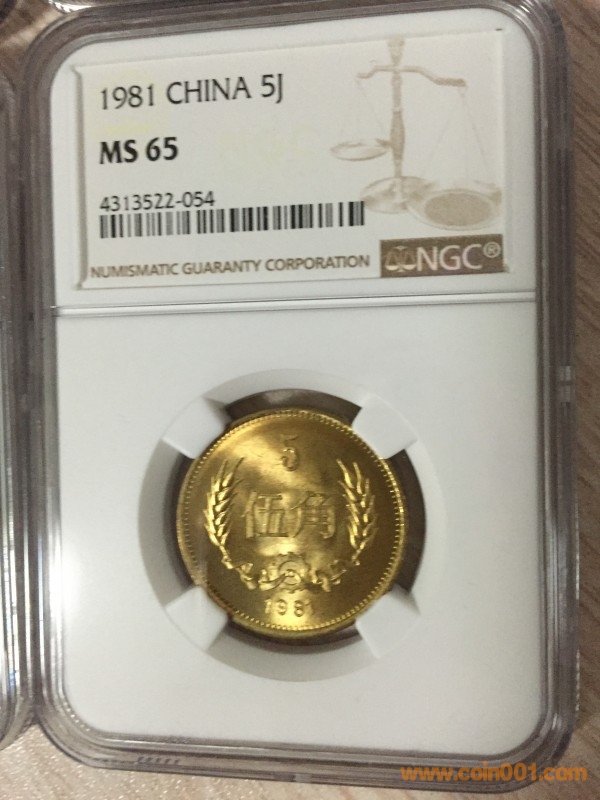 1981 CHINA 5J
MS 65
4313522-054
NUMISMATIC GUARANTY CORPORATION
NGC®
5
伍角
1981
www.coin001.com